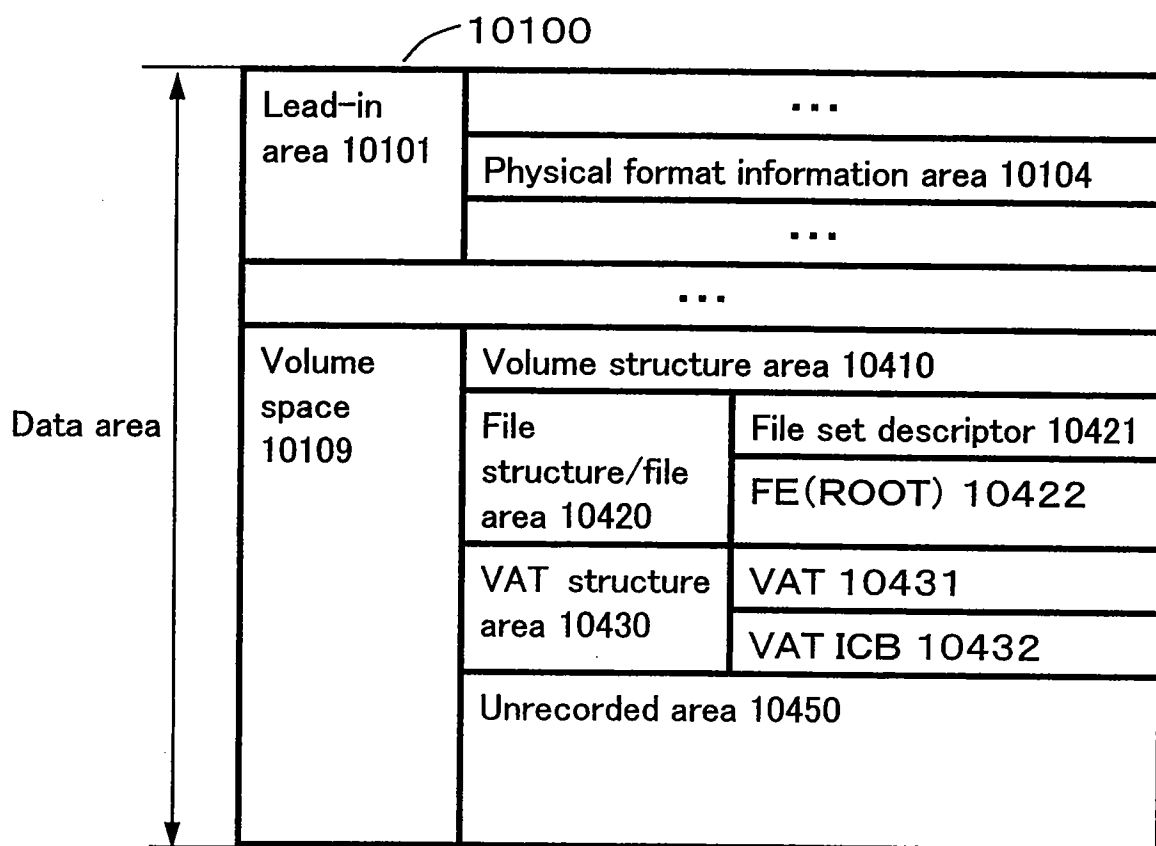 10100
Lead-in
area 10101
...
Physical format information area 10104
...
...
Data area
Volume
space
10109
Volume structure area 10410
File
structure/file
area 10420
File set descriptor 10421
FE(ROOT) 10422
VAT structure
area 10430
VAT 10431
VAT ICB 10432
Unrecorded area 10450